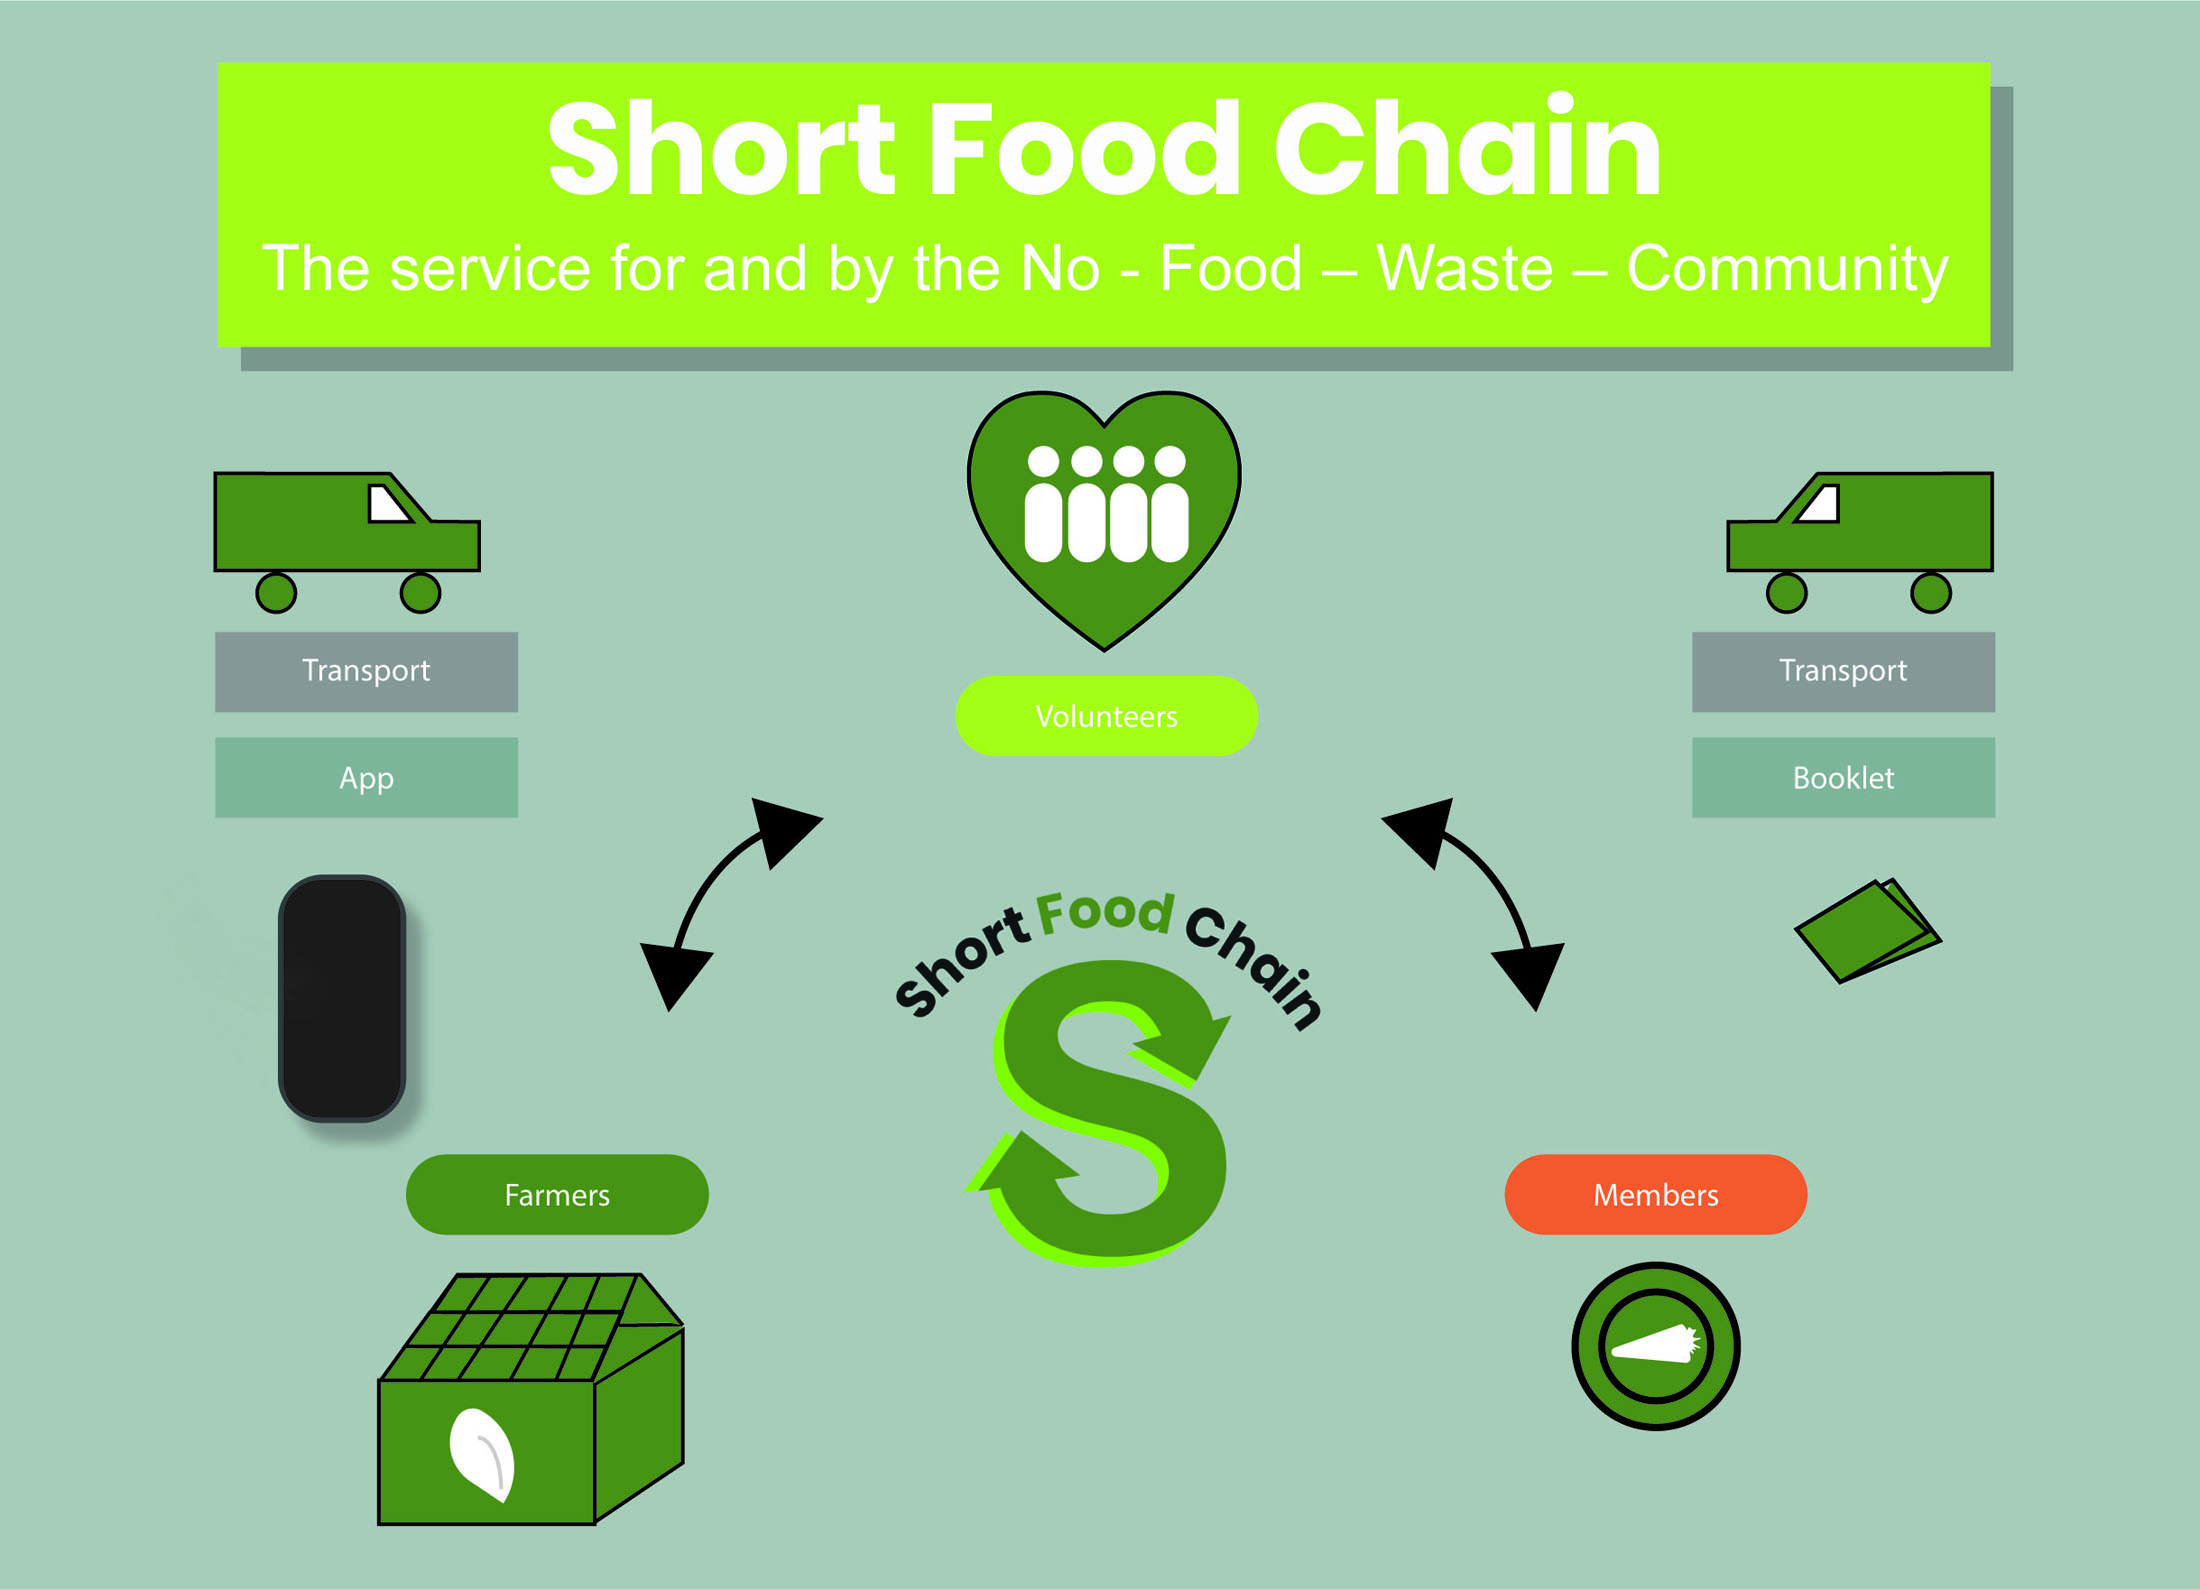 Short Food Chain
The service for and by the No - Food – Waste – Community
Transport
App
Volunteers
Transport
Booklet
Short Food Chain
S
Farmers
Members